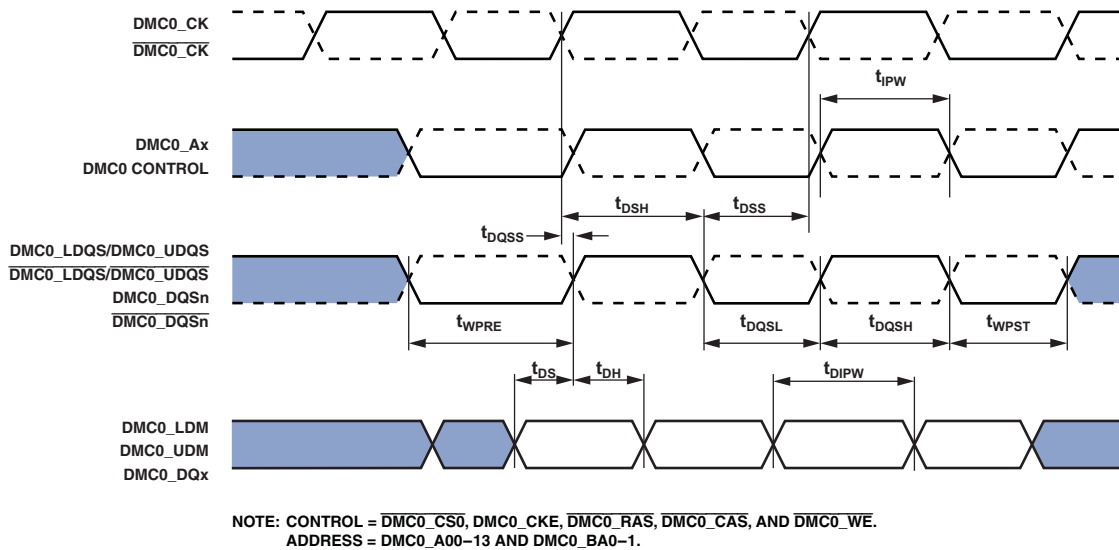 DMC0_CK
DMC0_CK
tIPW
DMC0_Ax
DMC0 CONTROL
tDSH
tDSS
tDQSS
DMC0_LDQS/DMC0_UDQS
DMC0_LDQS/DMC0_UDQS
DMC0_DQSn
DMC0_DQSn
tWPRE
tDQSL
tDQSH
tWPST
tDS
tDH
tDIPW
DMC0_LDM
DMC0_UDM
DMC0_DQx
NOTE: CONTROL = DMC0_CS0, DMC0_CKE, DMC0_RAS, DMC0_CAS, AND DMC0_WE.
ADDRESS = DMC0_A00–13 AND DMC0_BA0–1.